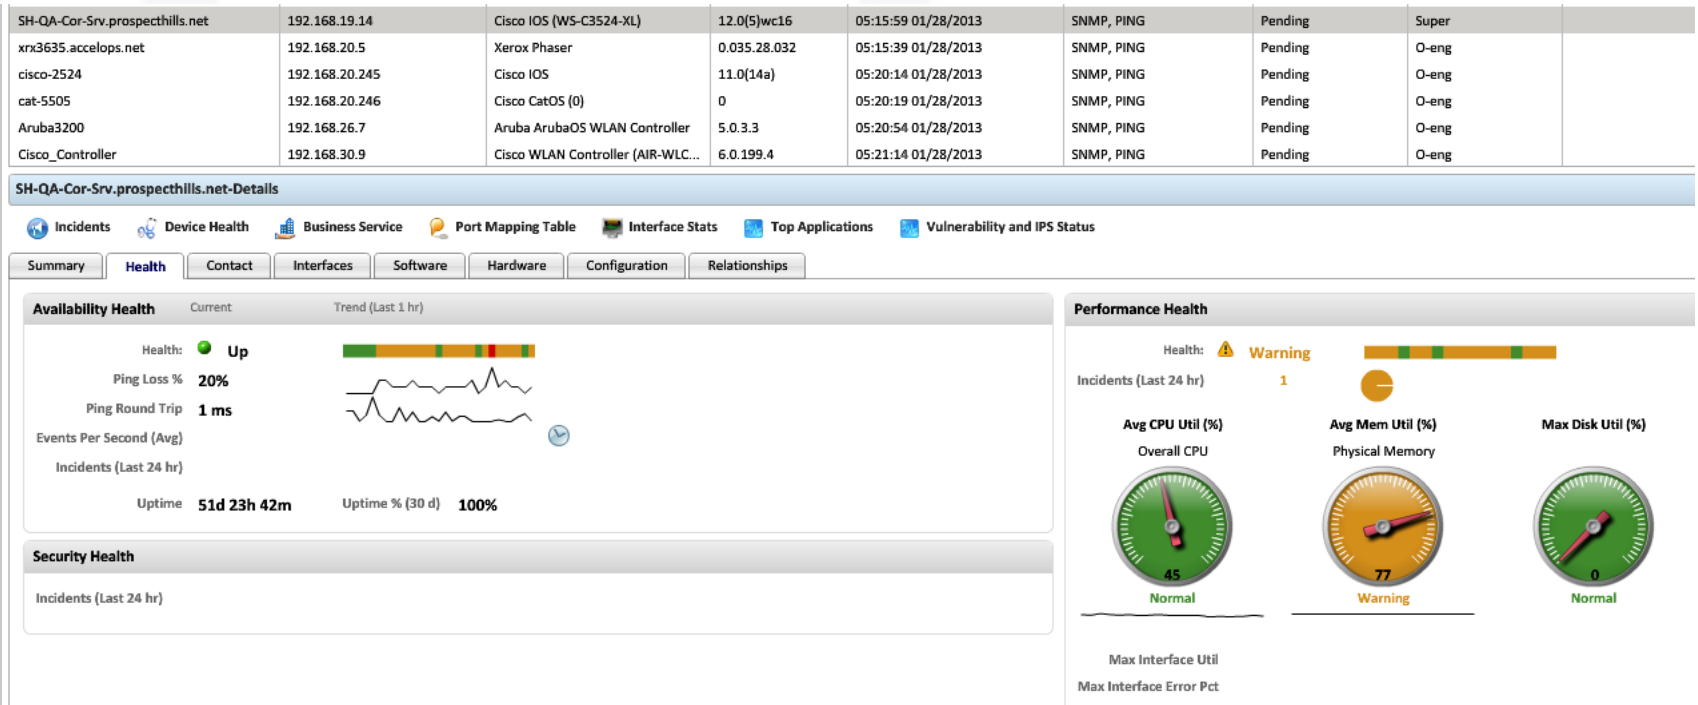 SH-QA-Cor-Srv.prospecthills.net 192.168.19.14 Cisco IOS (WS-C3524-XL) 12.0(5)wc16 05:15:59 01/28/2013 SNMP, PING Pending Super
xrx3635.accelops.net 192.168.20.5 Xerox Phaser 0.035.28.032 05:15:39 01/28/2013 SNMP, PING Pending O-eng
cisco-2524 192.168.20.245 Cisco IOS 11.0(14a) 05:20:14 01/28/2013 SNMP, PING Pending O-eng
cat-5505 192.168.20.246 Cisco CatOS (0) 0 05:20:19 01/28/2013 SNMP, PING Pending O-eng
Aruba3200 192.168.26.7 Aruba ArubaOS WLAN Controller 5.0.3.3 05:20:54 01/28/2013 SNMP, PING Pending O-eng
Cisco_Controller 192.168.30.9 Cisco WLAN Controller (AIR-WLC... 6.0.199.4 05:21:14 01/28/2013 SNMP, PING Pending O-eng
SH-QA-Cor-Srv.prospecthills.net-Details
Incidents Device Health Business Service Port Mapping Table Interface Stats Top Applications Vulnerability and IPS Status
Summary Health Contact Interfaces Software Hardware Configuration Relationships
Availability Health Current Trend (Last 1 hr)
Health: Up
Ping Loss % 20%
Ping Round Trip 1 ms
Events Per Second (Avg)
Incidents (Last 24 hr)
Uptime 51d 23h 42m Uptime % (30 d) 100%
Security Health
Incidents (Last 24 hr)
Performance Health
Health: Warning
Incidents (Last 24 hr) 1
Avg CPU Util (%) Avg Mem Util (%) Max Disk Util (%)
Overall CPU Physical Memory
45 77 0
Normal Warning Normal
Max Interface Util
Max Interface Error Pct